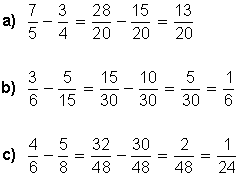 a) 7/5 − 3/4 = 28/20 − 15/20 = 13/20
b) 3/6 − 5/15 = 15/30 − 10/30 = 5/30 = 1/6
c) 4/6 − 5/8 = 32/48 − 30/48 = 2/48 = 1/24